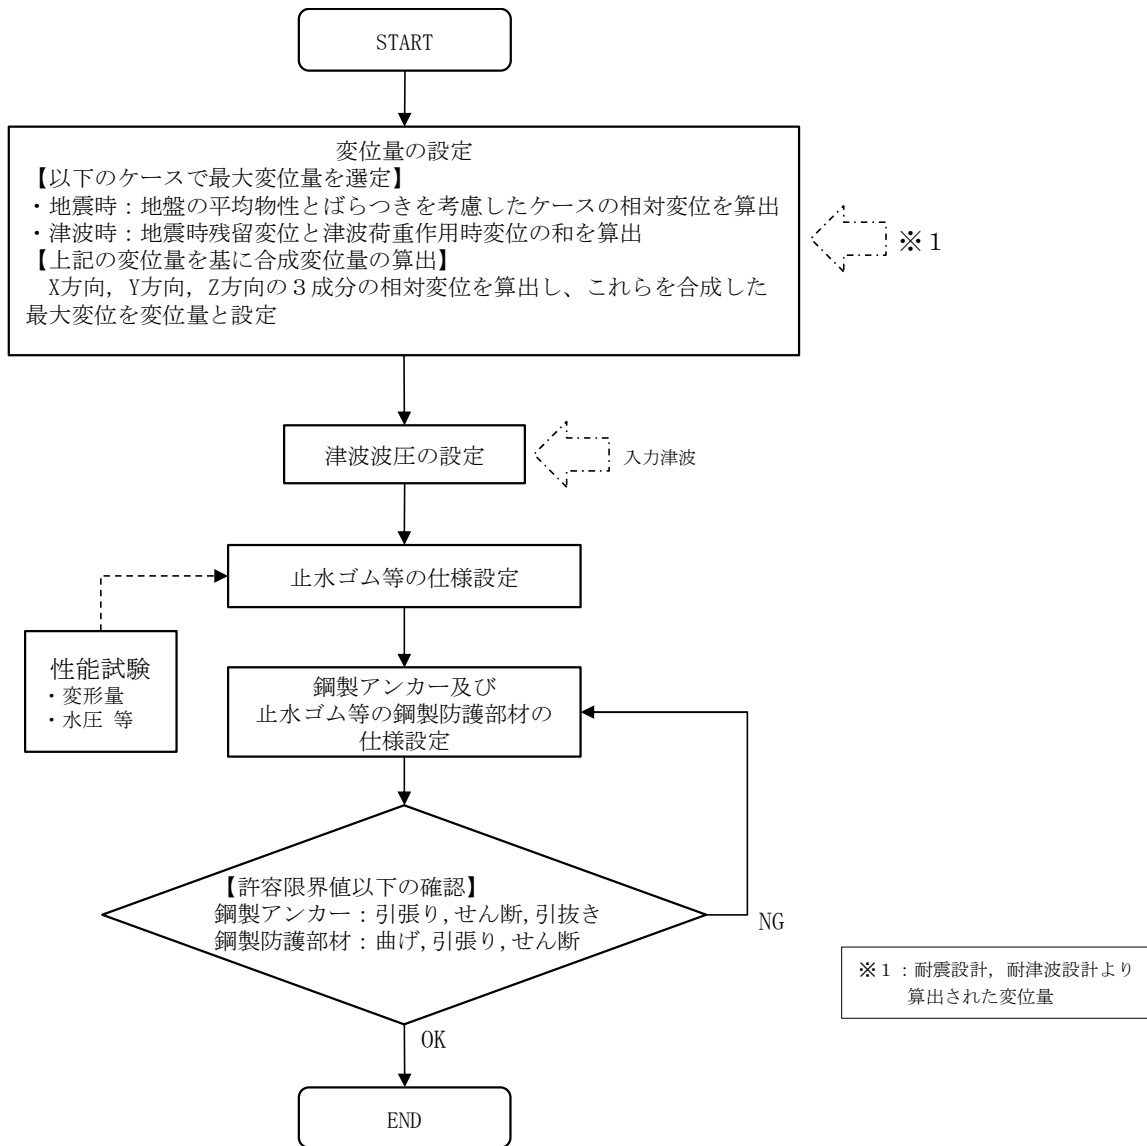 START
変位量の設定
【以下のケースで最大変位量を選定】
・地震時：地盤の平均物性とばらつきを考慮したケースの相対変位を算出
・津波時：地震時残留変位と津波荷重作用時変位の和を算出
【上記の変位量を基に合成変位量の算出】
X方向，Y方向，Z方向の３成分の相対変位を算出し、これらを合成した
最大変位を変位量と設定
※１
津波波圧の設定
入力津波
止水ゴム等の仕様設定
性能試験
・変形量
・水圧 等
鋼製アンカー及び
止水ゴム等の鋼製防護部材の
仕様設定
【許容限界値以下の確認】
鋼製アンカー：引張り,せん断,引抜き
鋼製防護部材：曲げ,引張り,せん断
NG
※１：耐震設計，耐津波設計より
算出された変位量
OK
END